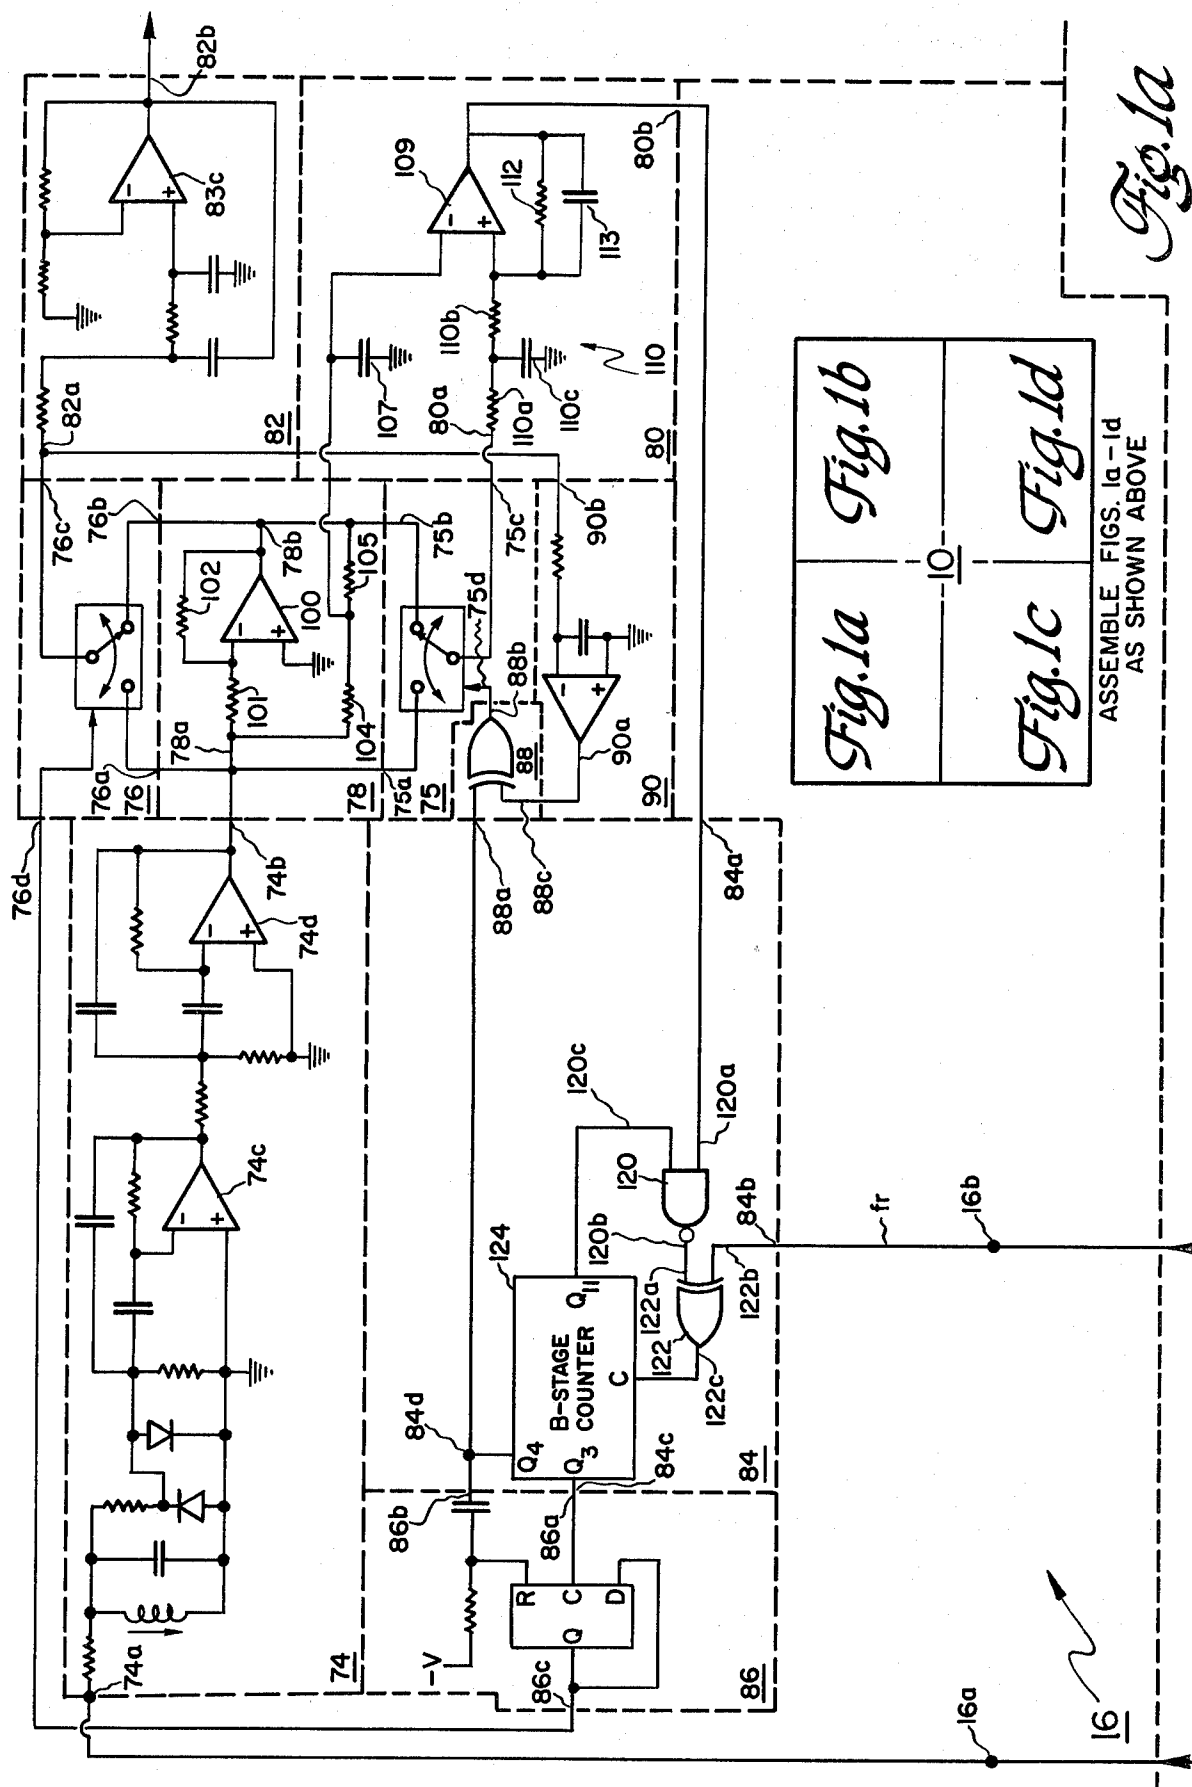 82b
83c
82a
82
76c
76b
76a
76
76d
102
100
101
78b
78a
78
104
105
107
109
112
113
110b
110a
110c
110
80a
80b
80
75b
75c
75d
75a
75
88b
88
88a
88c
90b
90a
90
74d
74b
74c
74a
74
84a
120c
120a
120
120b
124
Q11
B-STAGE
COUNTER
C
Q4
Q3
122a
122
122b
122c
84b
84d
84c
84
86b
86a
86c
86
-V
R
C
D
Q
fr
16b
16a
16
Fig.1a
Fig.1b
10
Fig.1c
Fig.1d
ASSEMBLE FIGS. 1a-1d
AS SHOWN ABOVE
Fig.1a